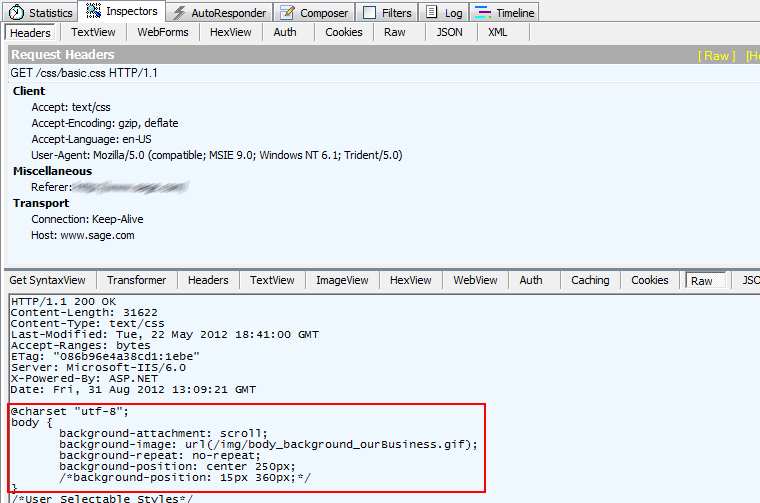 Statistics Inspectors AutoResponder Composer Filters Log Timeline
Headers TextView WebForms HexView Auth Cookies Raw JSON XML
Request Headers [ Raw ] [He
GET /css/basic.css HTTP/1.1
Client
Accept: text/css
Accept-Encoding: gzip, deflate
Accept-Language: en-US
User-Agent: Mozilla/5.0 (compatible; MSIE 9.0; Windows NT 6.1; Trident/5.0)
Miscellaneous
Referer:
Transport
Connection: Keep-Alive
Host: www.sage.com
Get SyntaxView Transformer Headers TextView ImageView HexView WebView Auth Caching Cookies Raw JSO
HTTP/1.1 200 OK
Content-Length: 31622
Content-Type: text/css
Last-Modified: Tue, 22 May 2012 18:41:00 GMT
Accept-Ranges: bytes
ETag: "086b96e4a38cd1:1ebe"
Server: Microsoft-IIS/6.0
X-Powered-By: ASP.NET
Date: Fri, 31 Aug 2012 13:09:21 GMT
@charset "utf-8";
body {
background-attachment: scroll;
background-image: url(/img/body_background_ourBusiness.gif);
background-repeat: no-repeat;
background-position: center 250px;
/*background-position: 15px 360px;*/
}
/*User Selectable Styles*/